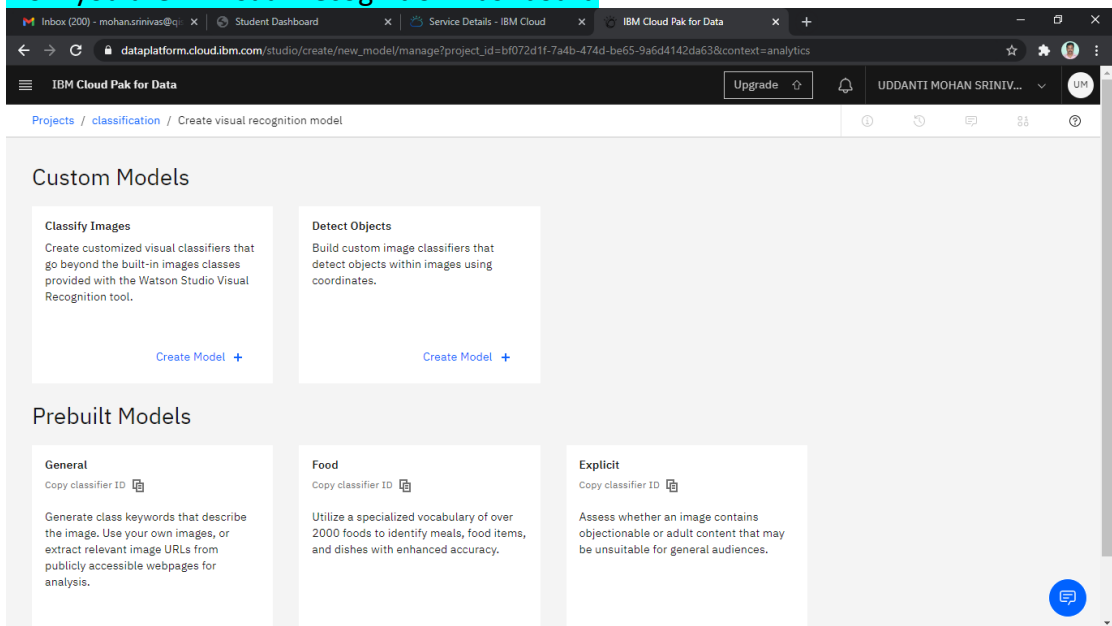 Inbox (200) - mohan.srinivas@qi
Student Dashboard
Service Details - IBM Cloud
IBM Cloud Pak for Data
dataplatform.cloud.ibm.com/studio/create/new_model/manage?project_id=bf072d1f-7a4b-474d-be65-9a6d4142da63&context=analytics
IBM Cloud Pak for Data
Upgrade
UDDANTI MOHAN SRINIV...
UM
Projects / classification / Create visual recognition model
Custom Models
Classify Images
Create customized visual classifiers that
go beyond the built-in images classes
provided with the Watson Studio Visual
Recognition tool.
Create Model +
Detect Objects
Build custom image classifiers that
detect objects within images using
coordinates.
Create Model +
Prebuilt Models
General
Copy classifier ID
Generate class keywords that describe
the image. Use your own images, or
extract relevant image URLs from
publicly accessible webpages for
analysis.
Food
Copy classifier ID
Utilize a specialized vocabulary of over
2000 foods to identify meals, food items,
and dishes with enhanced accuracy.
Explicit
Copy classifier ID
Assess whether an image contains
objectionable or adult content that may
be unsuitable for general audiences.